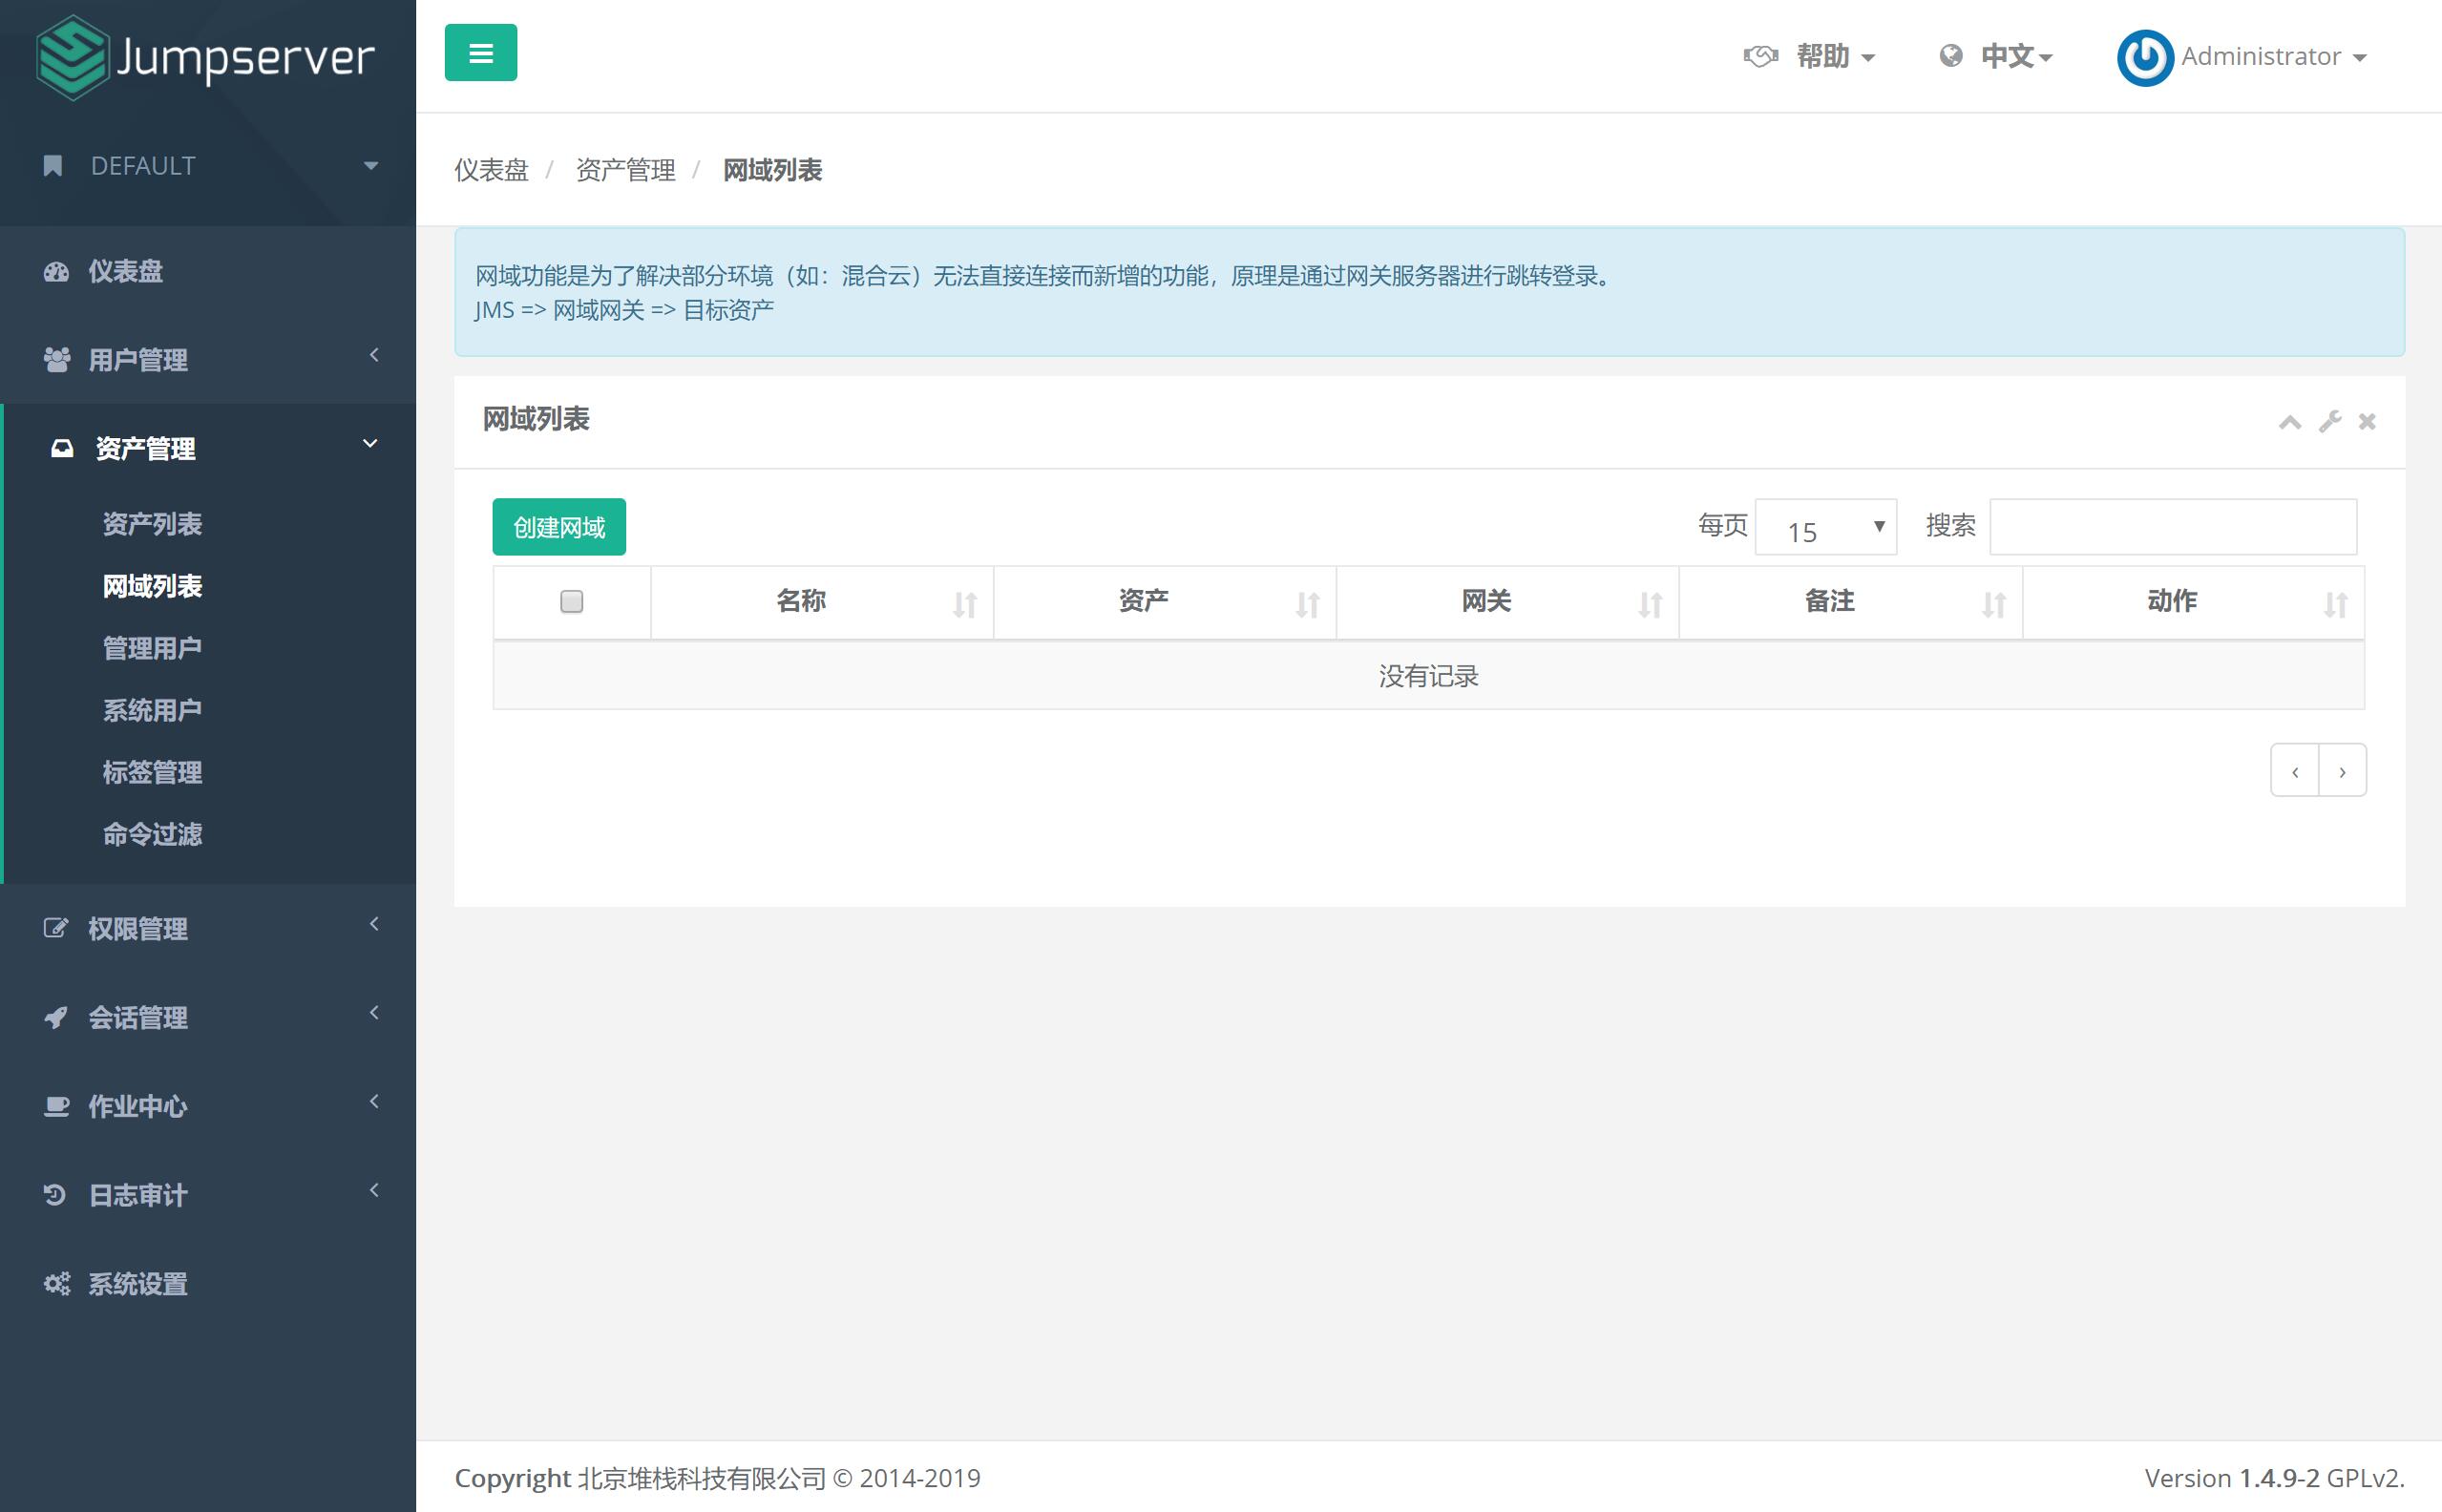 Jumpserver
DEFAULT
仪表盘
用户管理
资产管理
资产列表
网域列表
管理用户
系统用户
标签管理
命令过滤
权限管理
会话管理
作业中心
日志审计
系统设置
帮助
中文
Administrator
仪表盘 / 资产管理 / 网域列表
网域功能是为了解决部分环境（如：混合云）无法直接连接而新增的功能，原理是通过网关服务器进行跳转登录。
JMS => 网域网关 => 目标资产
网域列表
创建网域
每页 15 搜索
名称 资产 网关 备注 动作
没有记录
‹ ›
Copyright 北京堆栈科技有限公司 © 2014-2019
Version 1.4.9-2 GPLv2.